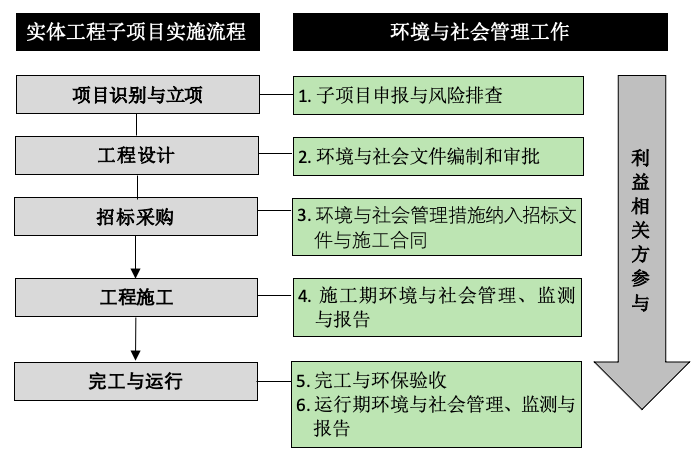 实体工程子项目实施流程
环境与社会管理工作
项目识别与立项
1. 子项目申报与风险排查
工程设计
2. 环境与社会文件编制和审批
招标采购
3. 环境与社会管理措施纳入招标文
件与施工合同
工程施工
4. 施工期环境与社会管理、监测
与报告
完工与运行
5. 完工与环保验收
6. 运行期环境与社会管理、监测与
报告
利益相关方参与